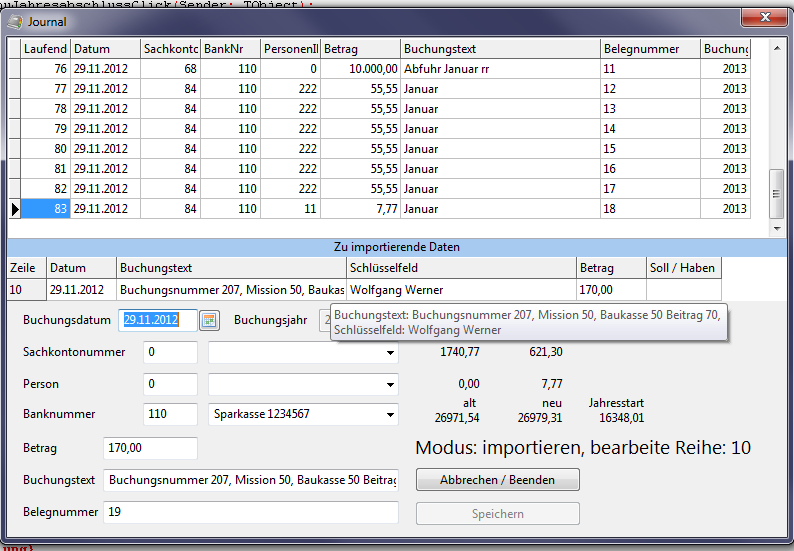 ouJahresabschlussClick(Sender: TObject);
Journal
Laufend Datum Sachkonto BankNr PersonenII Betrag Buchungstext Belegnummer Buchung
76 29.11.2012 68 110 0 10.000,00 Abfuhr Januar rr 11 2013
77 29.11.2012 84 110 222 55,55 Januar 12 2013
78 29.11.2012 84 110 222 55,55 Januar 13 2013
79 29.11.2012 84 110 222 55,55 Januar 14 2013
80 29.11.2012 84 110 222 55,55 Januar 15 2013
81 29.11.2012 84 110 222 55,55 Januar 16 2013
82 29.11.2012 84 110 222 55,55 Januar 17 2013
83 29.11.2012 84 110 11 7,77 Januar 18 2013
Zu importierende Daten
Zeile Datum Buchungstext Schlüsselfeld Betrag Soll / Haben
10 29.11.2012 Buchungsnummer 207, Mission 50, Baukas Wolfgang Werner 170,00
Buchungsdatum 29.11.2012 Buchungsjahr 2
Buchungstext: Buchungsnummer 207, Mission 50, Baukasse 50 Beitrag 70,
Schlüsselfeld: Wolfgang Werner
Sachkontonummer 0 1740,77 621,30
Person 0 0,00 7,77
alt neu Jahresstart
Banknummer 110 Sparkasse 1234567 26971,54 26979,31 16348,01
Betrag 170,00
Modus: importieren, bearbeite Reihe: 10
Buchungstext Buchungsnummer 207, Mission 50, Baukasse 50 Beitrag
Abbrechen / Beenden
Belegnummer 19
Speichern
ung}